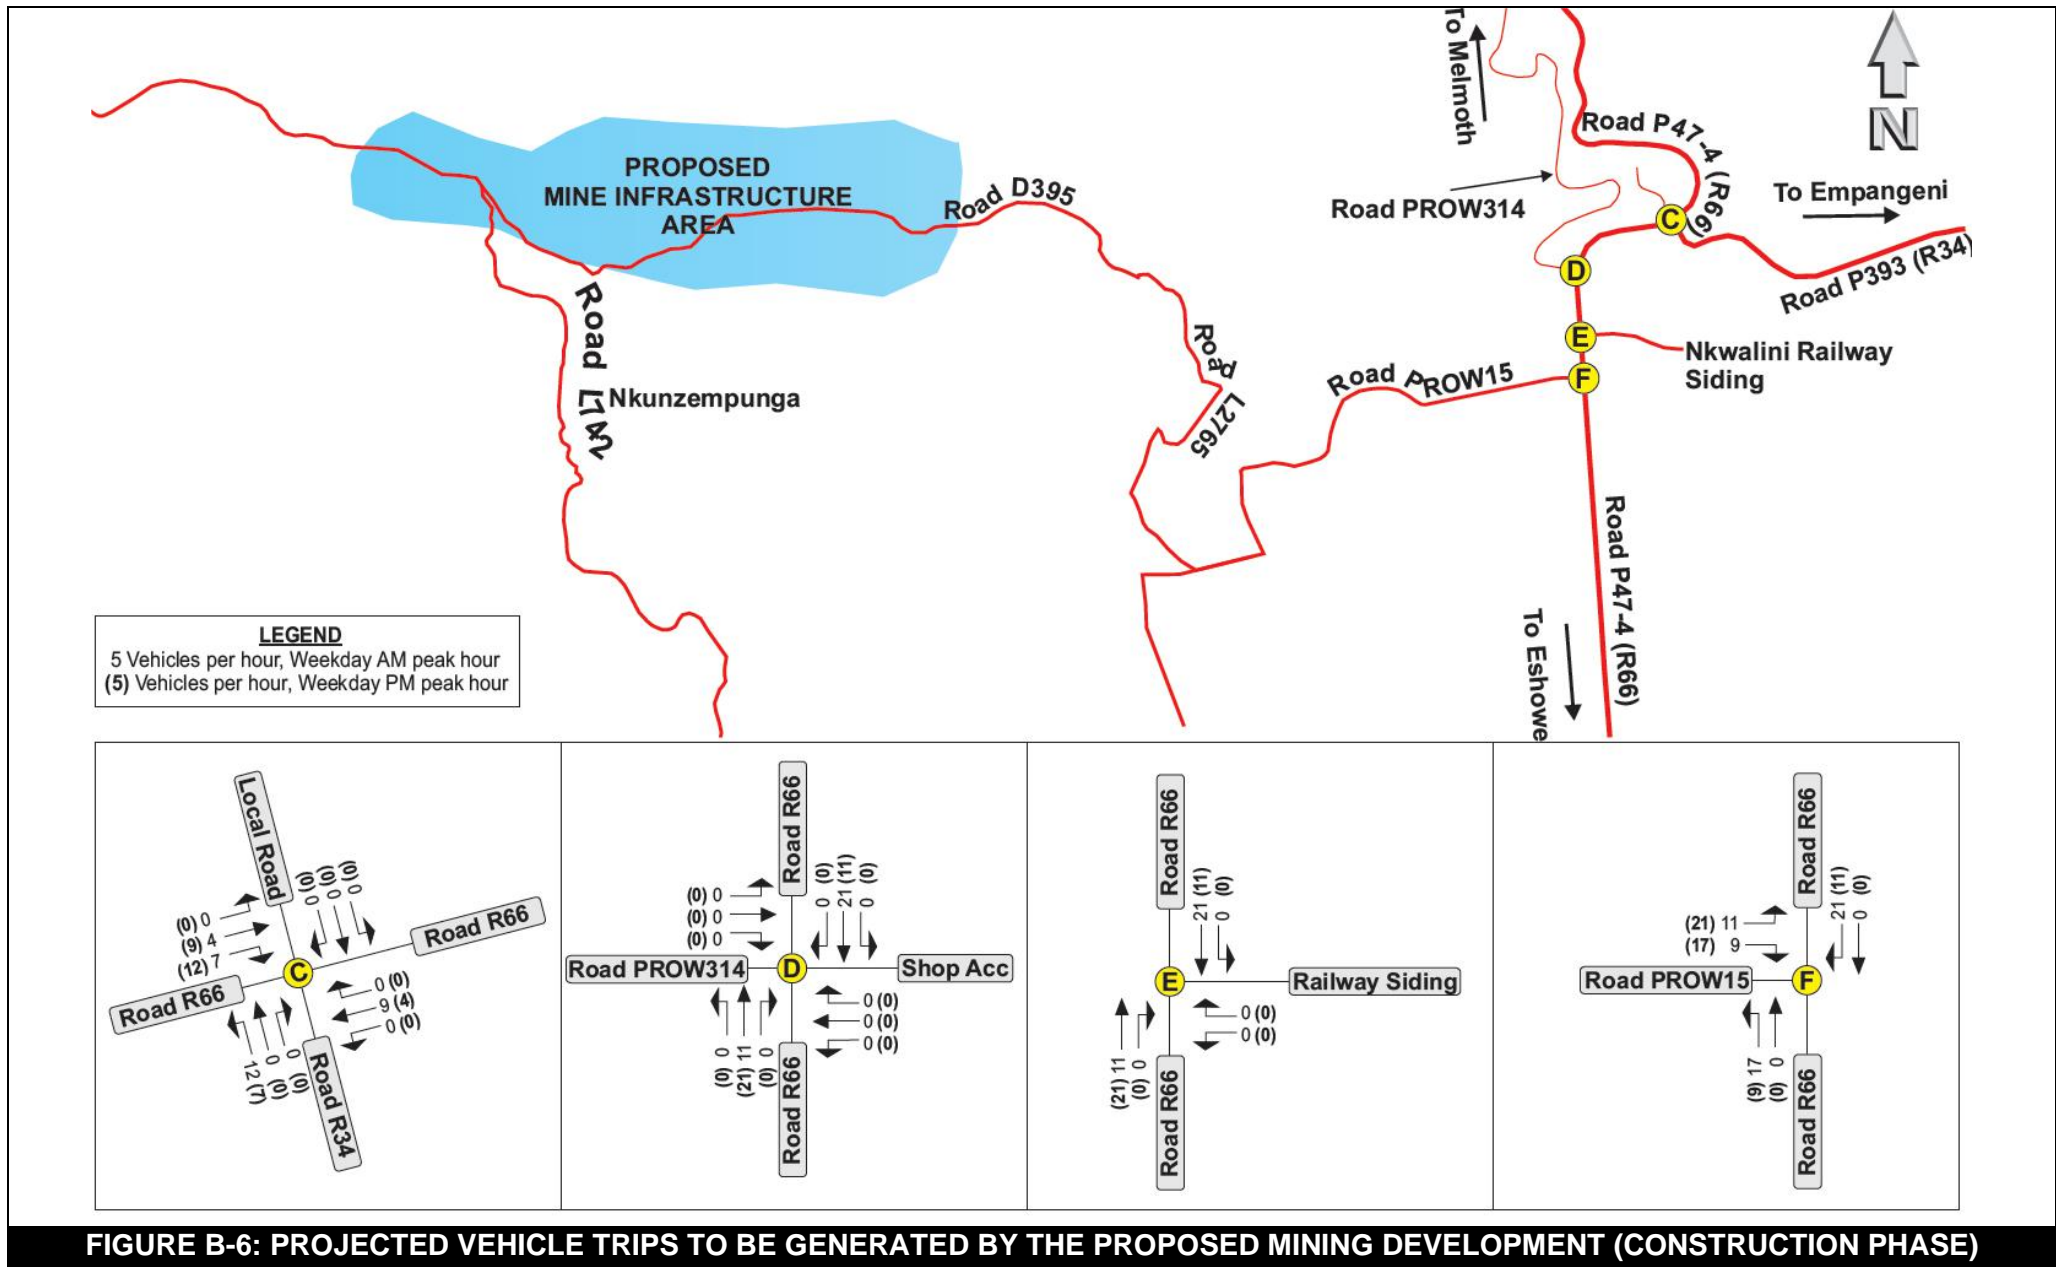 To Melmoth
N
Road P47-4 (R66)
To Empangeni
Road PROW314
C
Road P393 (R34)
D
E
Nkwalini Railway
Siding
F
Road PROW15
Road P47-4 (R66)
To Eshowe
PROPOSED
MINE INFRASTRUCTURE
AREA
Road D395
Road L2765
Road L742
Nkunzempunga
LEGEND
5 Vehicles per hour, Weekday AM peak hour
(5) Vehicles per hour, Weekday PM peak hour
Local Road
(0) 0
(0) 0
(0) 0
(0) 0
(9) 4
(12) 7
Road R66
C
Road R66
0 (0)
9 (4)
0 (0)
12 (7)
0 (0)
0 (0)
Road R34
Road R66
(0) 0
(0) 0
(0) 0
0 (0)
21 (11)
0 (0)
Road PROW314
D
Shop Acc
0 (0)
0 (0)
0 (0)
(0) 0
(21) 11
(0) 0
Road R66
Road R66
21 (11)
0 (0)
E
Railway Siding
0 (0)
0 (0)
(21) 11
(0) 0
Road R66
Road R66
21 (11)
0 (0)
(21) 11
(17) 9
Road PROW15
F
(9) 17
(0) 0
Road R66
FIGURE B-6: PROJECTED VEHICLE TRIPS TO BE GENERATED BY THE PROPOSED MINING DEVELOPMENT (CONSTRUCTION PHASE)